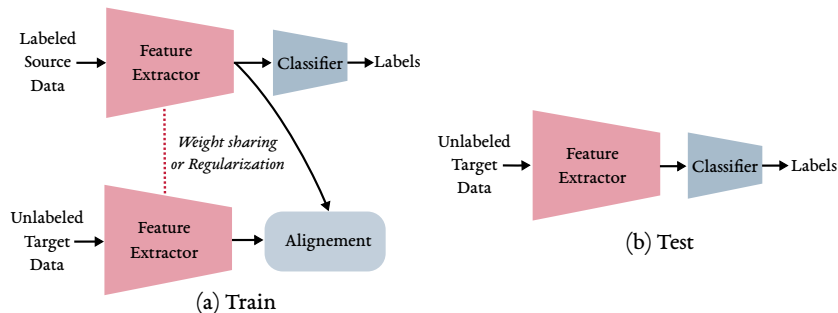 Labeled
Source
Data
Feature
Extractor
Classifier
Labels
Weight sharing
or Regularization
Unlabeled
Target
Data
Feature
Extractor
Alignement
(a) Train
Unlabeled
Target
Data
Feature
Extractor
Classifier
Labels
(b) Test